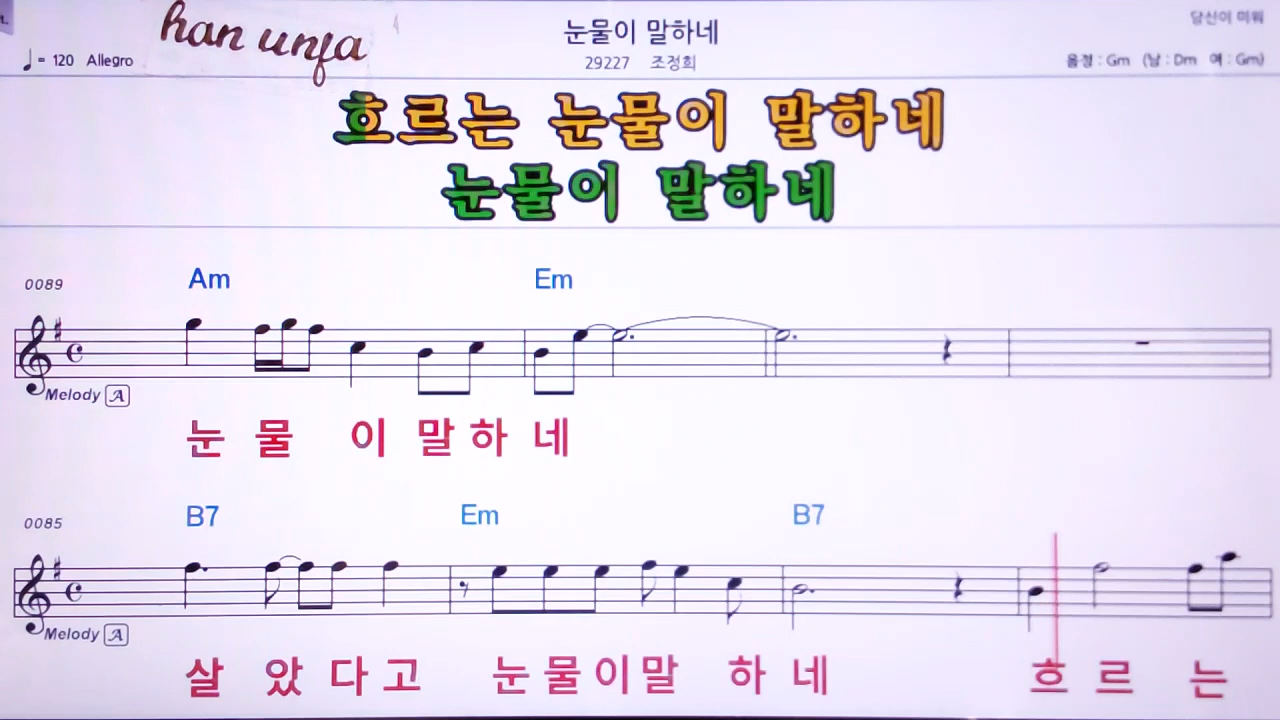 t.
han unja
눈물이 말하네
당신이 미워
♩= 120 Allegro
29227 조정희
음정 : Gm (남 : Dm 여 : Gm)
흐르는 눈물이 말하네
눈물이 말하네
0089 Am Em
Melody A
눈 물 이 말 하 네
0085 B7 Em B7
Melody A
살 았 다 고 눈 물 이 말 하 네 흐 르 는